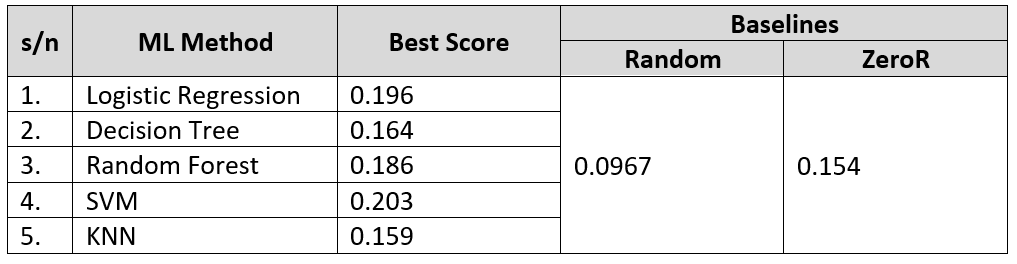 s/n ML Method Best Score Baselines
Random ZeroR
1. Logistic Regression 0.196
2. Decision Tree 0.164
3. Random Forest 0.186 0.0967 0.154
4. SVM 0.203
5. KNN 0.159